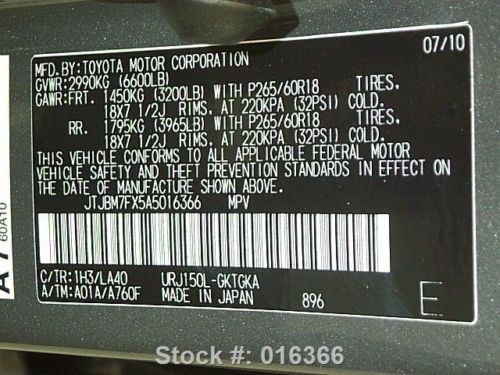 MFD.BY:TOYOTA MOTOR CORPORATION 07/10
GVWR:2990KG (6600LB)
GAWR:FRT. 1450KG (3200LB) WITH P265/60R18 TIRES,
18X7 1/2J RIMS, AT 220KPA (32PSI) COLD.
RR. 1795KG (3965LB) WITH P265/60R18 TIRES,
18X7 1/2J RIMS, AT 220KPA (32PSI) COLD.
THIS VEHICLE CONFORMS TO ALL APPLICABLE FEDERAL MOTOR
VEHICLE SAFETY AND THEFT PREVENTION STANDARDS IN EFFECT
ON THE DATE OF MANUFACTURE SHOWN ABOVE.
JTJBM7FX5A5016366 MPV
C/TR:1H3/LA40 URJ150L-GKTGKA
A/TM:A01A/A760F MADE IN JAPAN 896 E
A7
60A10
Stock #: 016366